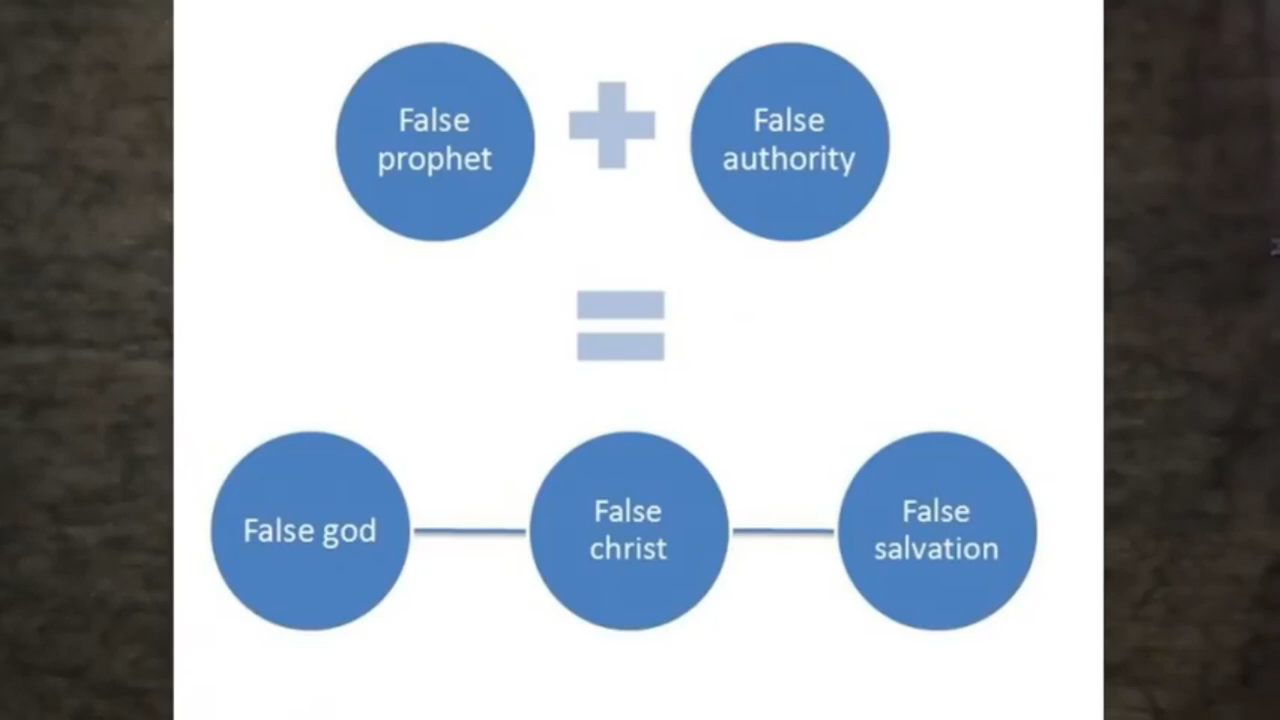 False
prophet
False
authority
False god
False
christ
False
salvation